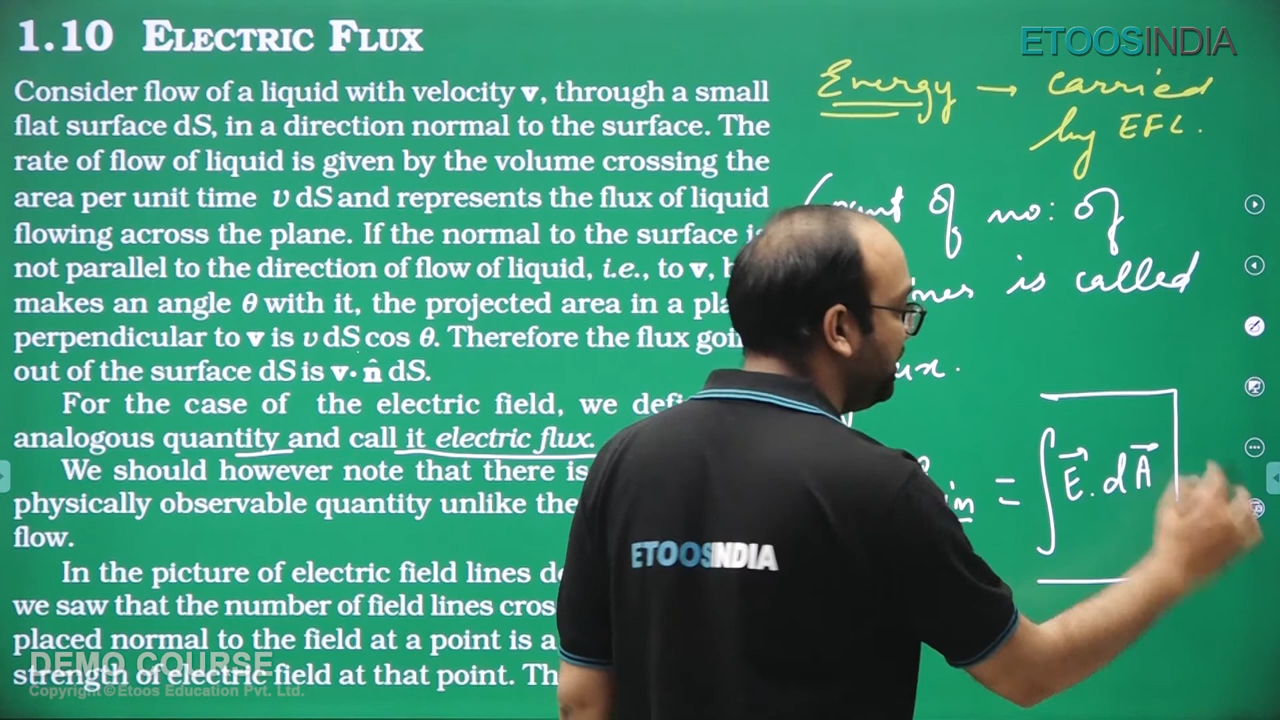 1.10 ELECTRIC FLUX
Consider flow of a liquid with velocity v, through a small
flat surface dS, in a direction normal to the surface. The
rate of flow of liquid is given by the volume crossing the
area per unit time υ dS and represents the flux of liquid
flowing across the plane. If the normal to the surface is
not parallel to the direction of flow of liquid, i.e., to v, b
makes an angle θ with it, the projected area in a pla
perpendicular to v is υ dS cos θ. Therefore the flux goi
out of the surface dS is v· n̂ dS.
For the case of the electric field, we defi
analogous quantity and call it electric flux.
We should however note that there is
physically observable quantity unlike the
flow.
In the picture of electric field lines de
we saw that the number of field lines cros
placed normal to the field at a point is a
strength of electric field at that point. Th
DEMO COURSE
Copyright © Etoos Education Pvt. Ltd.
ETOOSINDIA
Energy → carried
by EFL.
of no: of
is called
= ∫ E⃗ . dA⃗
ETOOSINDIA